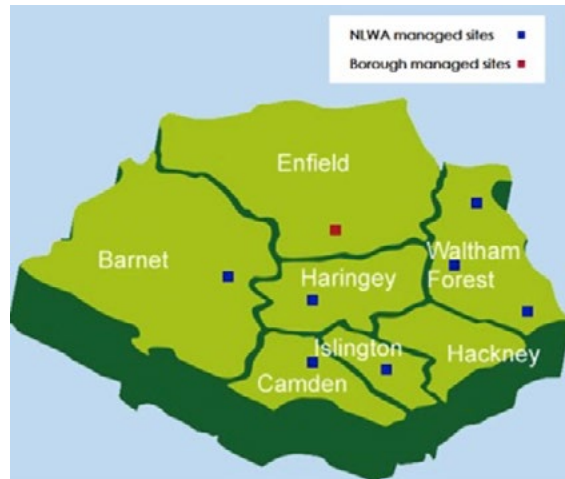 NLWA managed sites
Borough managed sites
Enfield
Barnet
Waltham
Forest
Haringey
Islington
Hackney
Camden